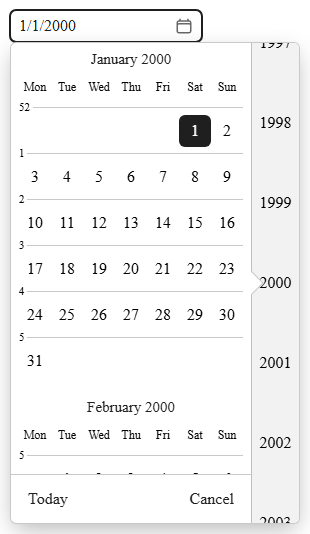 1/1/2000
January 2000
Mon Tue Wed Thu Fri Sat Sun
52
1 2
1
3 4 5 6 7 8 9
2
10 11 12 13 14 15 16
3
17 18 19 20 21 22 23
4
24 25 26 27 28 29 30
5
31
February 2000
Mon Tue Wed Thu Fri Sat Sun
5
Today Cancel
1997
1998
1999
2000
2001
2002
2003